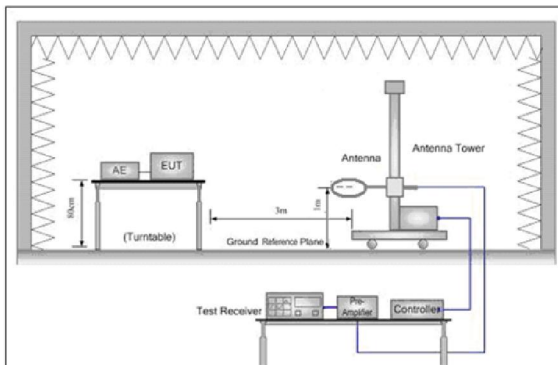 Antenna Tower
Antenna
EUT
AE
80cm
1m
3m
(Turntable)
Ground Reference Plane
Test Receiver
Pre-
Amplifier
Controller